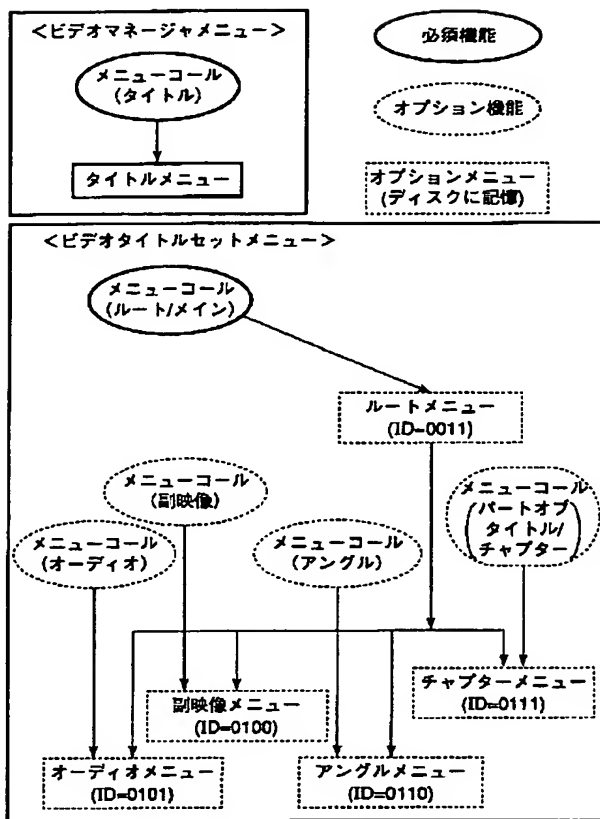 ＜ビデオマネージャメニュー＞
メニューコール
(タイトル)
タイトルメニュー
必須機能
オプション機能
オプションメニュー
(ディスクに記憶)
＜ビデオタイトルセットメニュー＞
メニューコール
(ルート/メイン)
ルートメニュー
(ID=0011)
メニューコール
(副映像)
メニューコール
(オーディオ)
メニューコール
(アングル)
メニューコール
(パートオブ
タイトル/
チャプター)
副映像メニュー
(ID=0100)
チャプターメニュー
(ID=0111)
オーディオメニュー
(ID=0101)
アングルメニュー
(ID=0110)